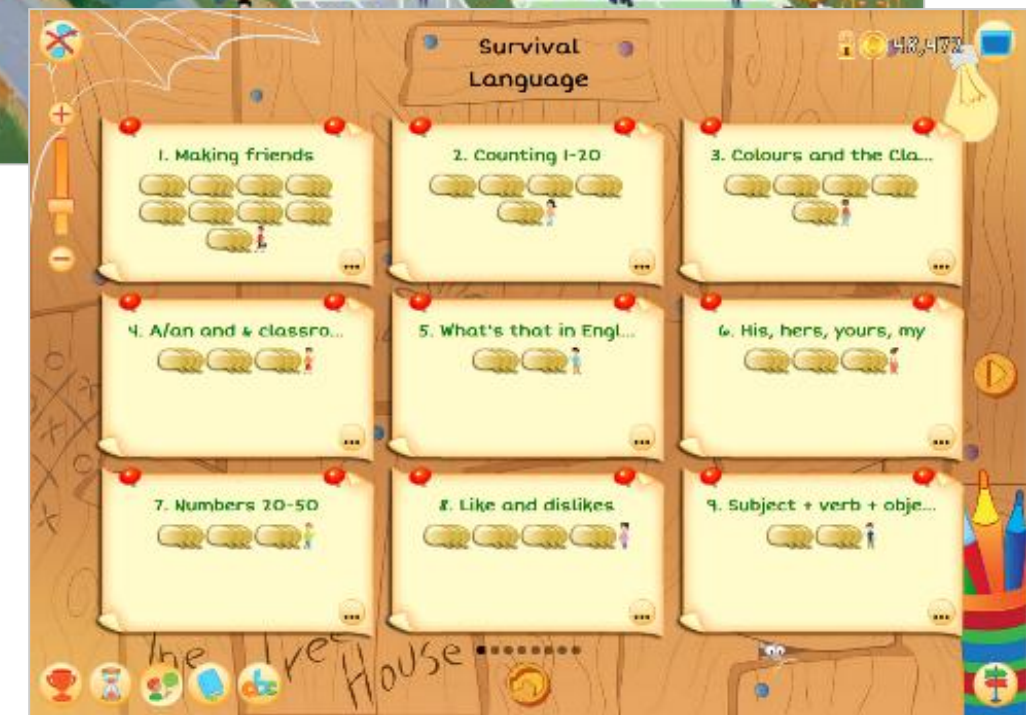 Survival
Language
48,472
1. Making friends
2. Counting 1-20
3. Colours and the Cla...
4. A/an and & classro...
5. What's that in Engl...
6. His, hers, yours, my
7. Numbers 20-50
8. Like and dislikes
9. Subject + verb + obje...
The Tree
House
abc